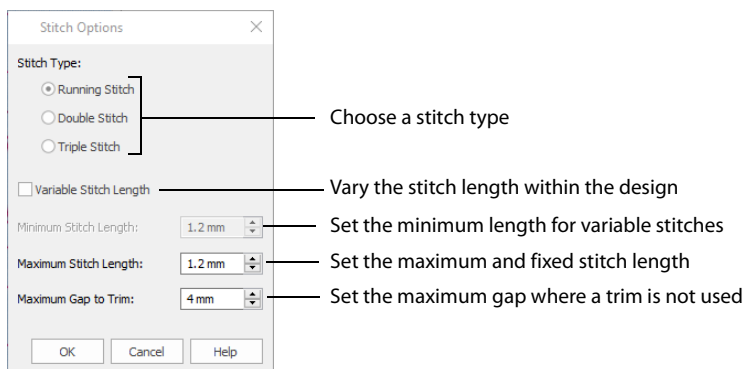 Stitch Options
Stitch Type:
Running Stitch
Double Stitch
Triple Stitch
Choose a stitch type
Variable Stitch Length
Vary the stitch length within the design
Minimum Stitch Length: 1.2 mm
Set the minimum length for variable stitches
Maximum Stitch Length: 1.2 mm
Set the maximum and fixed stitch length
Maximum Gap to Trim: 4 mm
Set the maximum gap where a trim is not used
OK Cancel Help